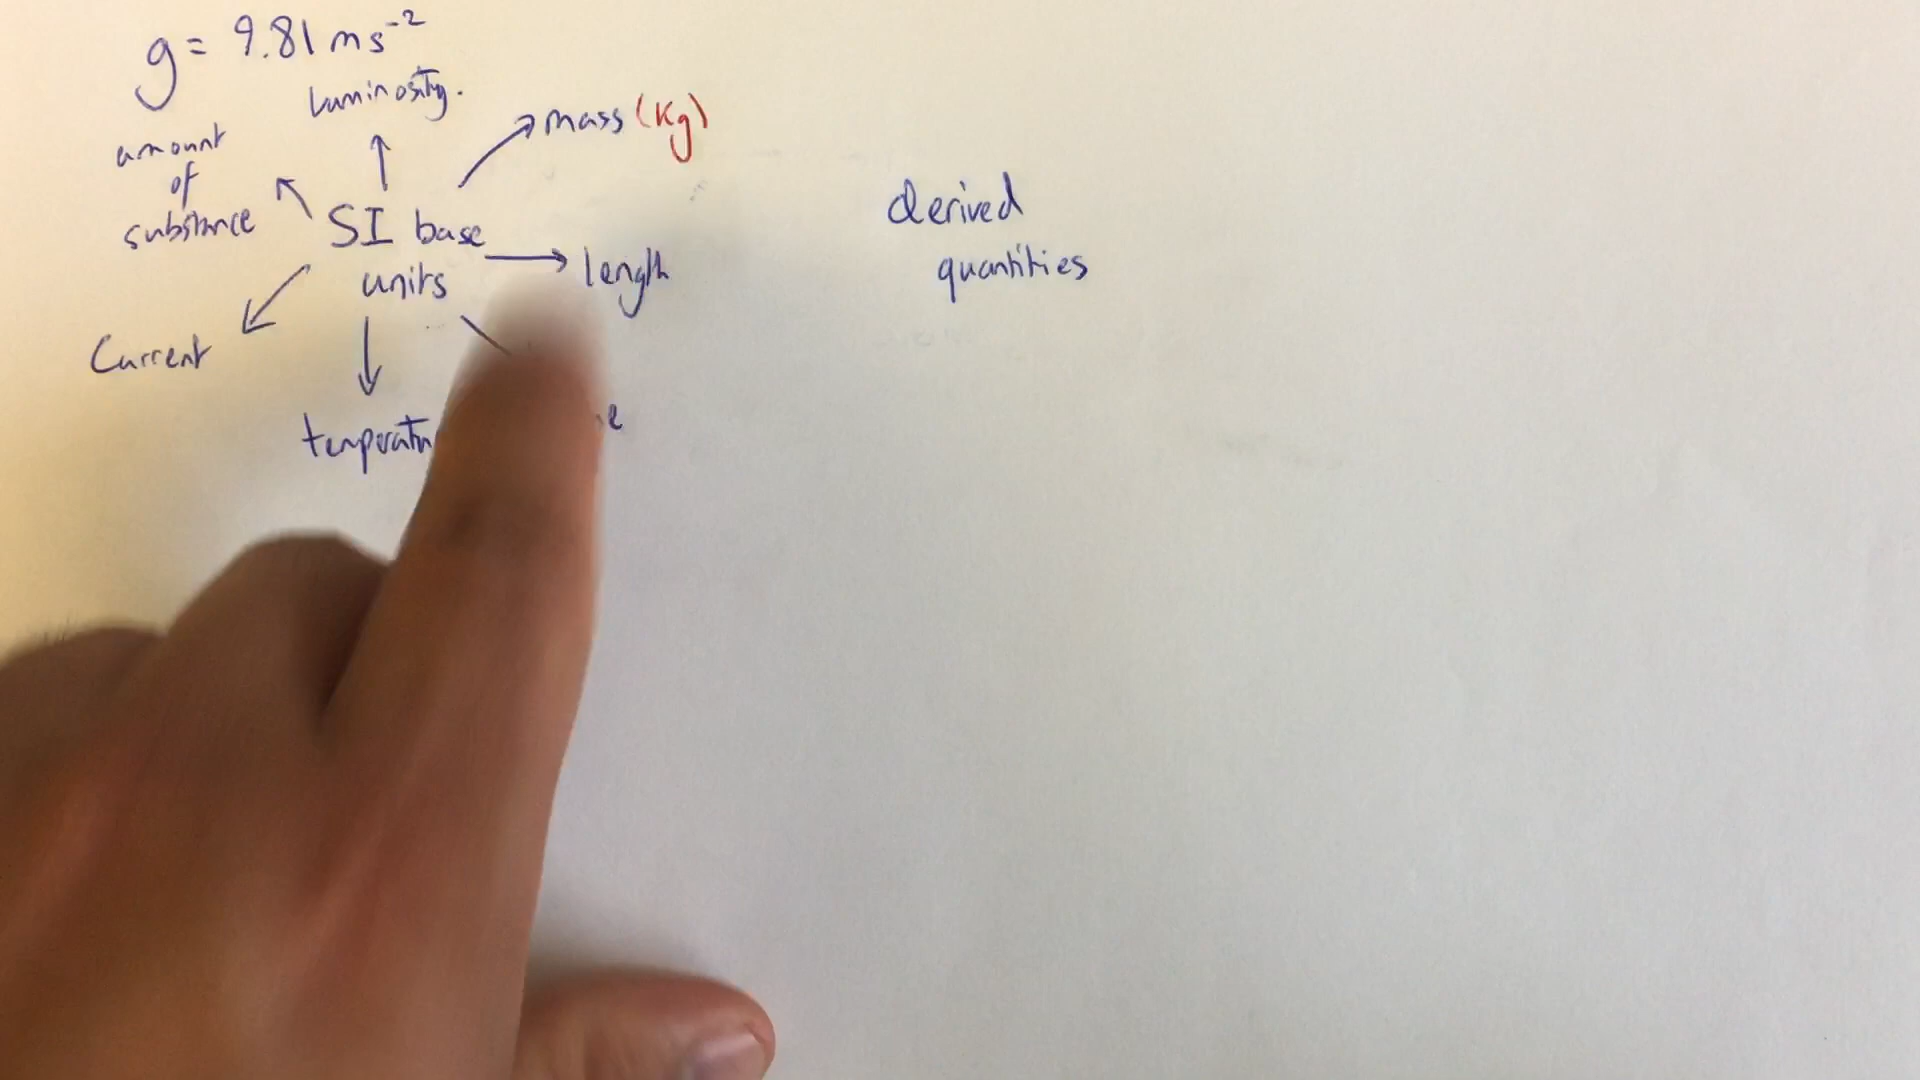 g = 9.81 ms⁻²
luminosity.
mass (Kg)
amount
of
substance
SI base
units
length
derived
quantities
Current